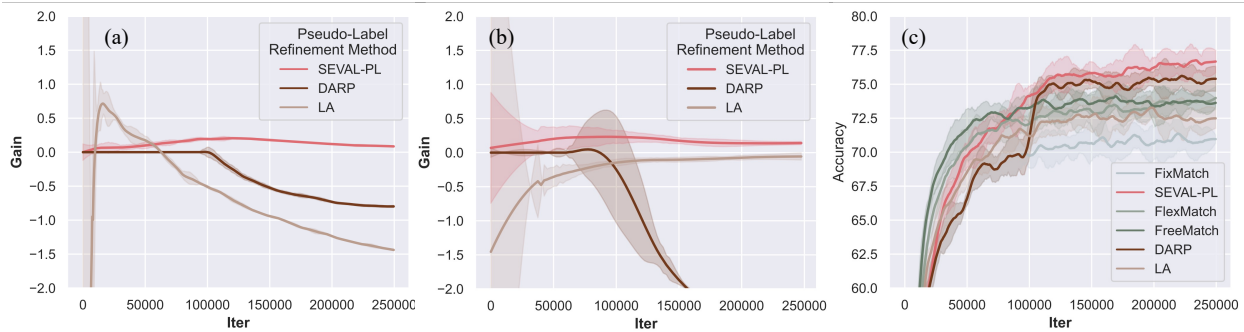 (a)
Pseudo-Label
Refinement Method
SEVAL-PL
DARP
LA
2.0
1.5
1.0
0.5
0.0
−0.5
−1.0
−1.5
−2.0
Gain
0 50000 100000 150000 200000 250000
Iter
(b)
Pseudo-Label
Refinement Method
SEVAL-PL
DARP
LA
2.0
1.5
1.0
0.5
0.0
−0.5
−1.0
−1.5
−2.0
Gain
0 50000 100000 150000 200000 250000
Iter
(c)
80.0
77.5
75.0
72.5
70.0
67.5
65.0
62.5
60.0
Accuracy
FixMatch
SEVAL-PL
FlexMatch
FreeMatch
DARP
LA
0 50000 100000 150000 200000 250000
Iter